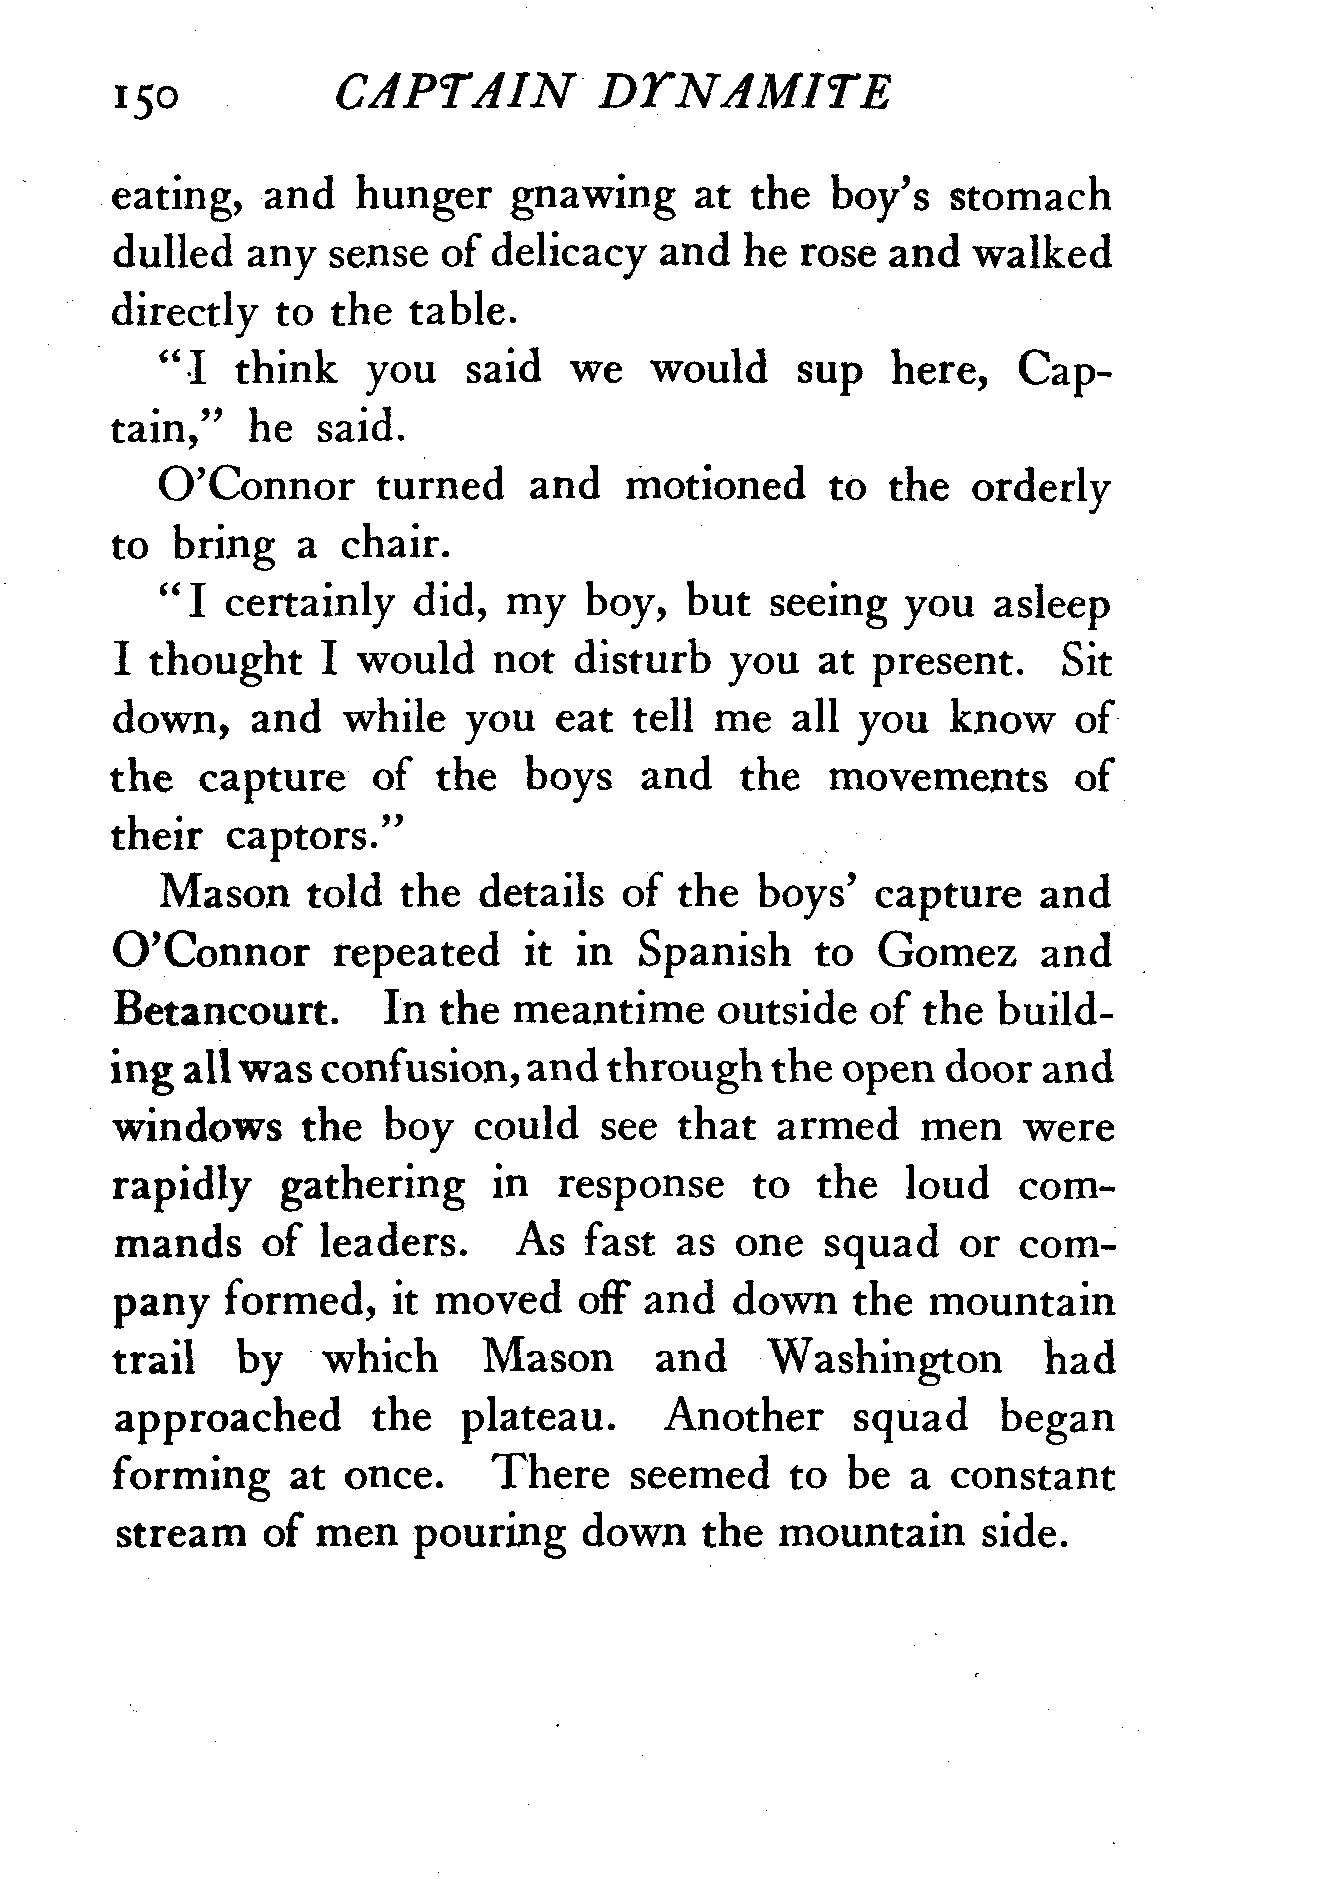 150 CAPTAIN DYNAMITE
eating, and hunger gnawing at the boy's stomach
dulled any sense of delicacy and he rose and walked
directly to the table.
"I think you said we would sup here, Cap-
tain," he said.
O'Connor turned and motioned to the orderly
to bring a chair.
"I certainly did, my boy, but seeing you asleep
I thought I would not disturb you at present. Sit
down, and while you eat tell me all you know of
the capture of the boys and the movements of
their captors."
Mason told the details of the boys' capture and
O'Connor repeated it in Spanish to Gomez and
Betancourt. In the meantime outside of the build-
ing all was confusion, and through the open door and
windows the boy could see that armed men were
rapidly gathering in response to the loud com-
mands of leaders. As fast as one squad or com-
pany formed, it moved off and down the mountain
trail by which Mason and Washington had
approached the plateau. Another squad began
forming at once. There seemed to be a constant
stream of men pouring down the mountain side.